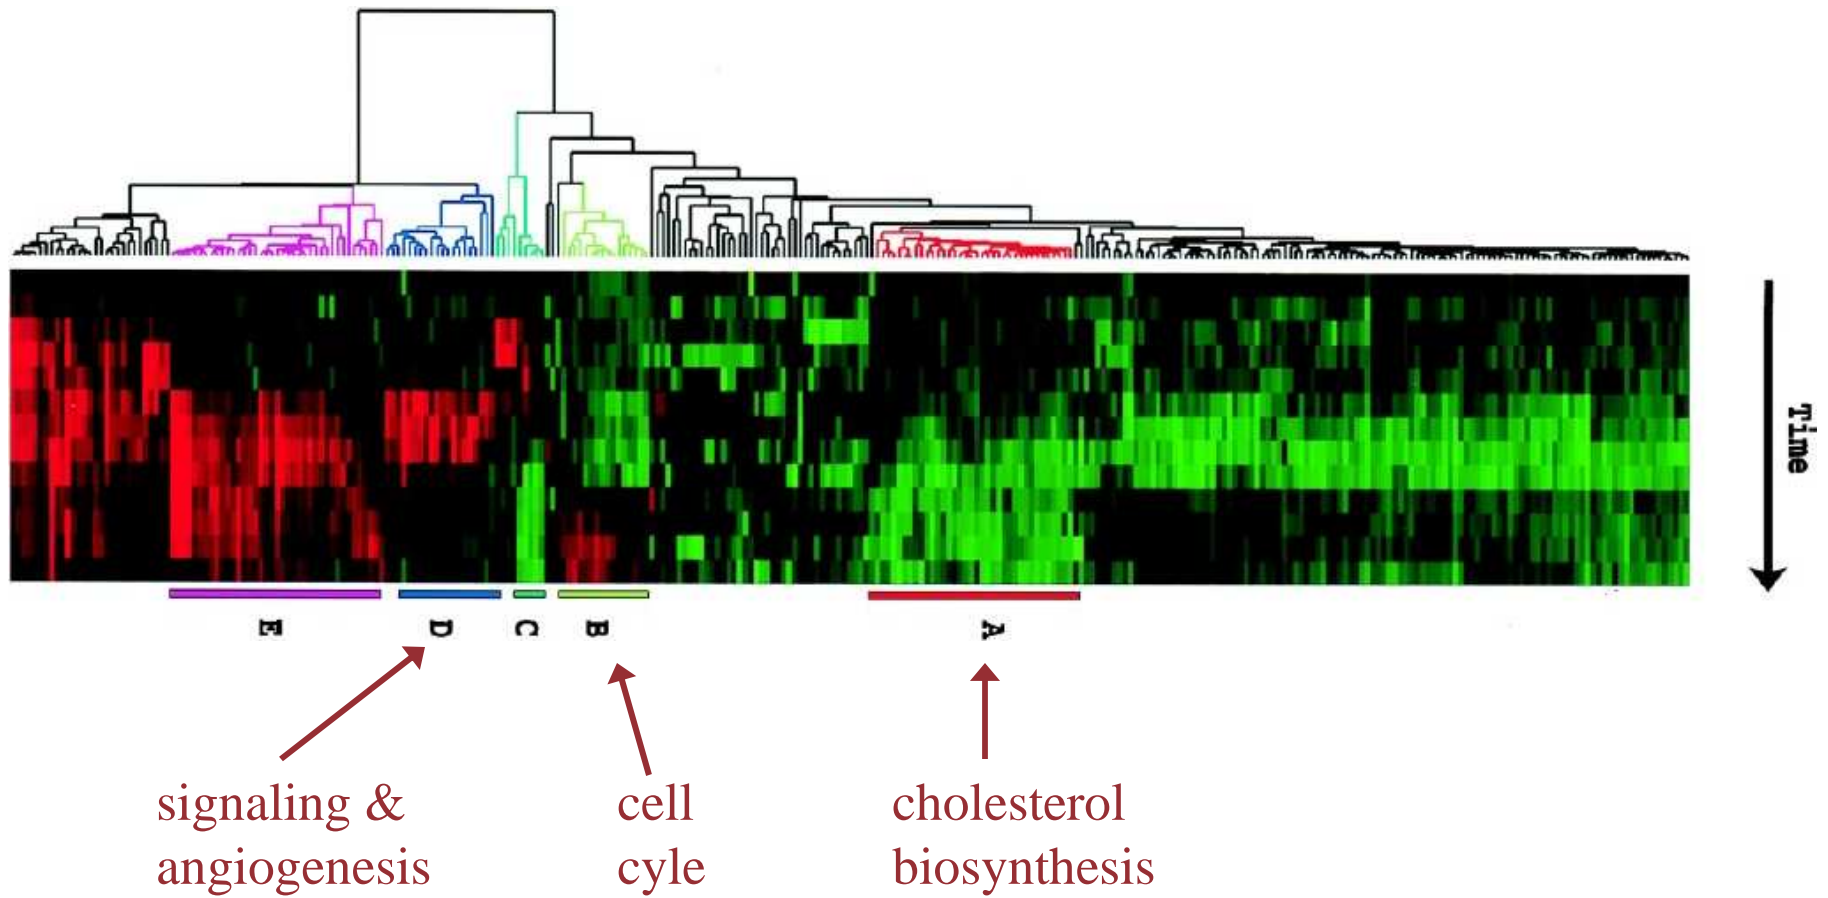 Time
E D C B A
signaling &
angiogenesis
cell
cyle
cholesterol
biosynthesis